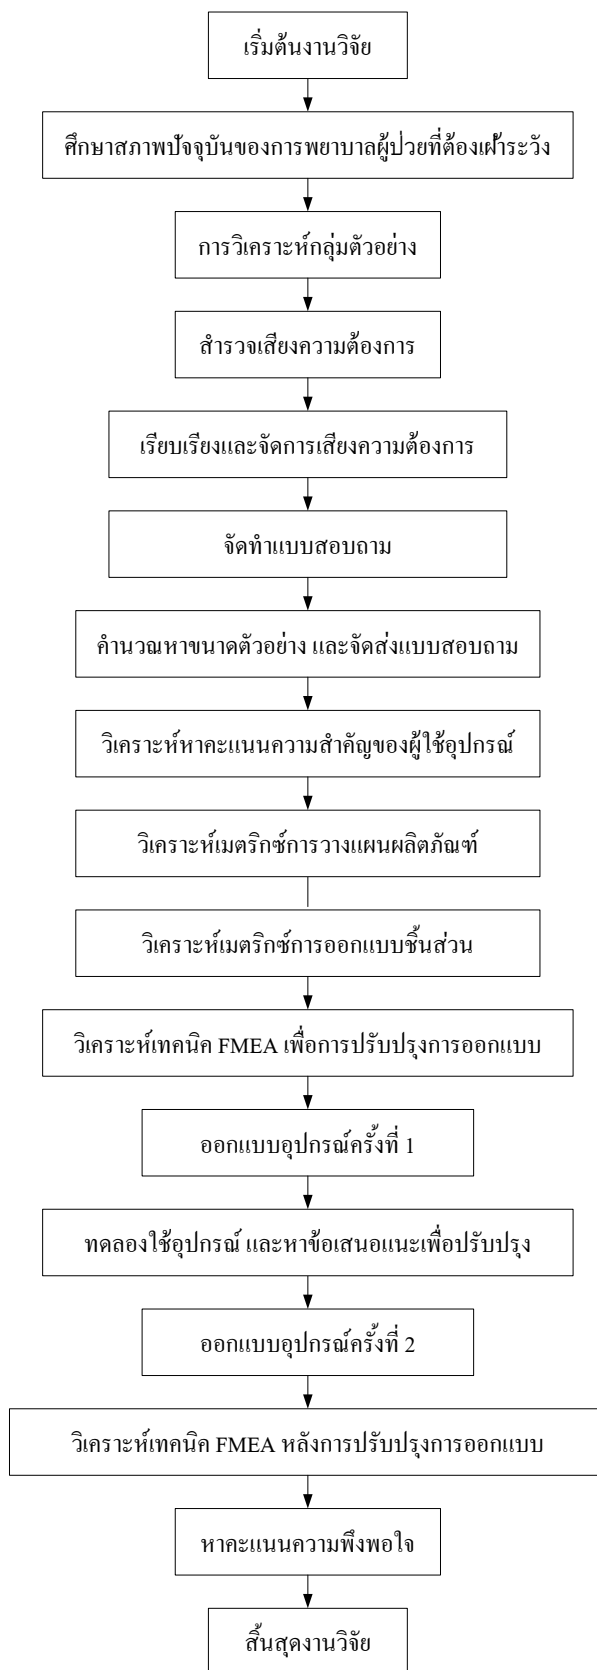 เริ่มต้นงานวิจัย
ศึกษาสภาพปัจจุบันของการพยาบาลผู้ป่วยที่ต้องเฝ้าระวัง
การวิเคราะห์กลุ่มตัวอย่าง
สำรวจเสียงความต้องการ
เรียบเรียงและจัดการเสียงความต้องการ
จัดทำแบบสอบถาม
คำนวณหาขนาดตัวอย่าง และจัดส่งแบบสอบถาม
วิเคราะห์หาคะแนนความสำคัญของผู้ใช้อุปกรณ์
วิเคราะห์เมตริกซ์การวางแผนผลิตภัณฑ์
วิเคราะห์เมตริกซ์การออกแบบชิ้นส่วน
วิเคราะห์เทคนิค FMEA เพื่อการปรับปรุงการออกแบบ
ออกแบบอุปกรณ์ครั้งที่ 1
ทดลองใช้อุปกรณ์ และหาข้อเสนอแนะเพื่อปรับปรุง
ออกแบบอุปกรณ์ครั้งที่ 2
วิเคราะห์เทคนิค FMEA หลังการปรับปรุงการออกแบบ
หาคะแนนความพึงพอใจ
สิ้นสุดงานวิจัย